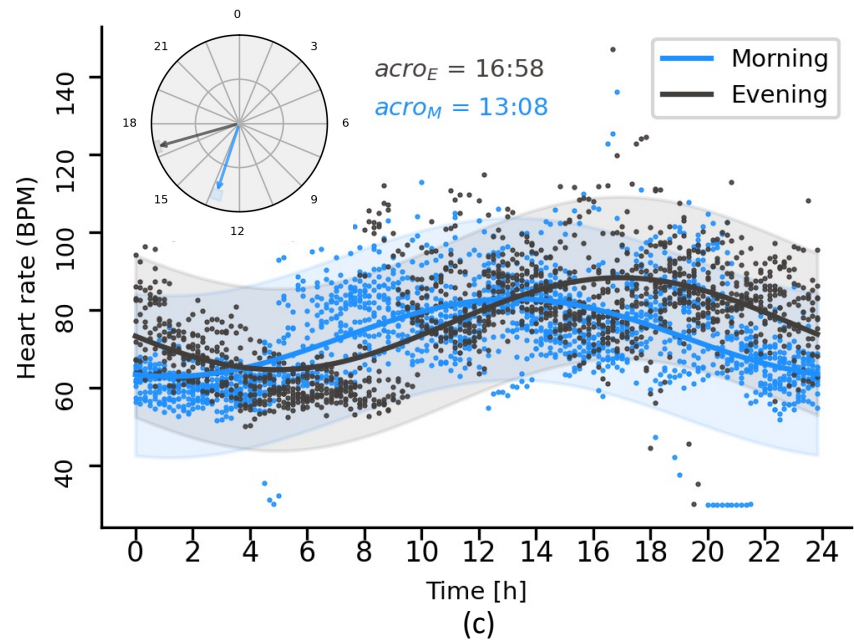 0
21
3
18
6
15
9
12
acro_E = 16:58
acro_M = 13:08
Morning
Evening
140
120
100
80
60
40
Heart rate (BPM)
0 2 4 6 8 10 12 14 16 18 20 22 24
Time [h]
(c)